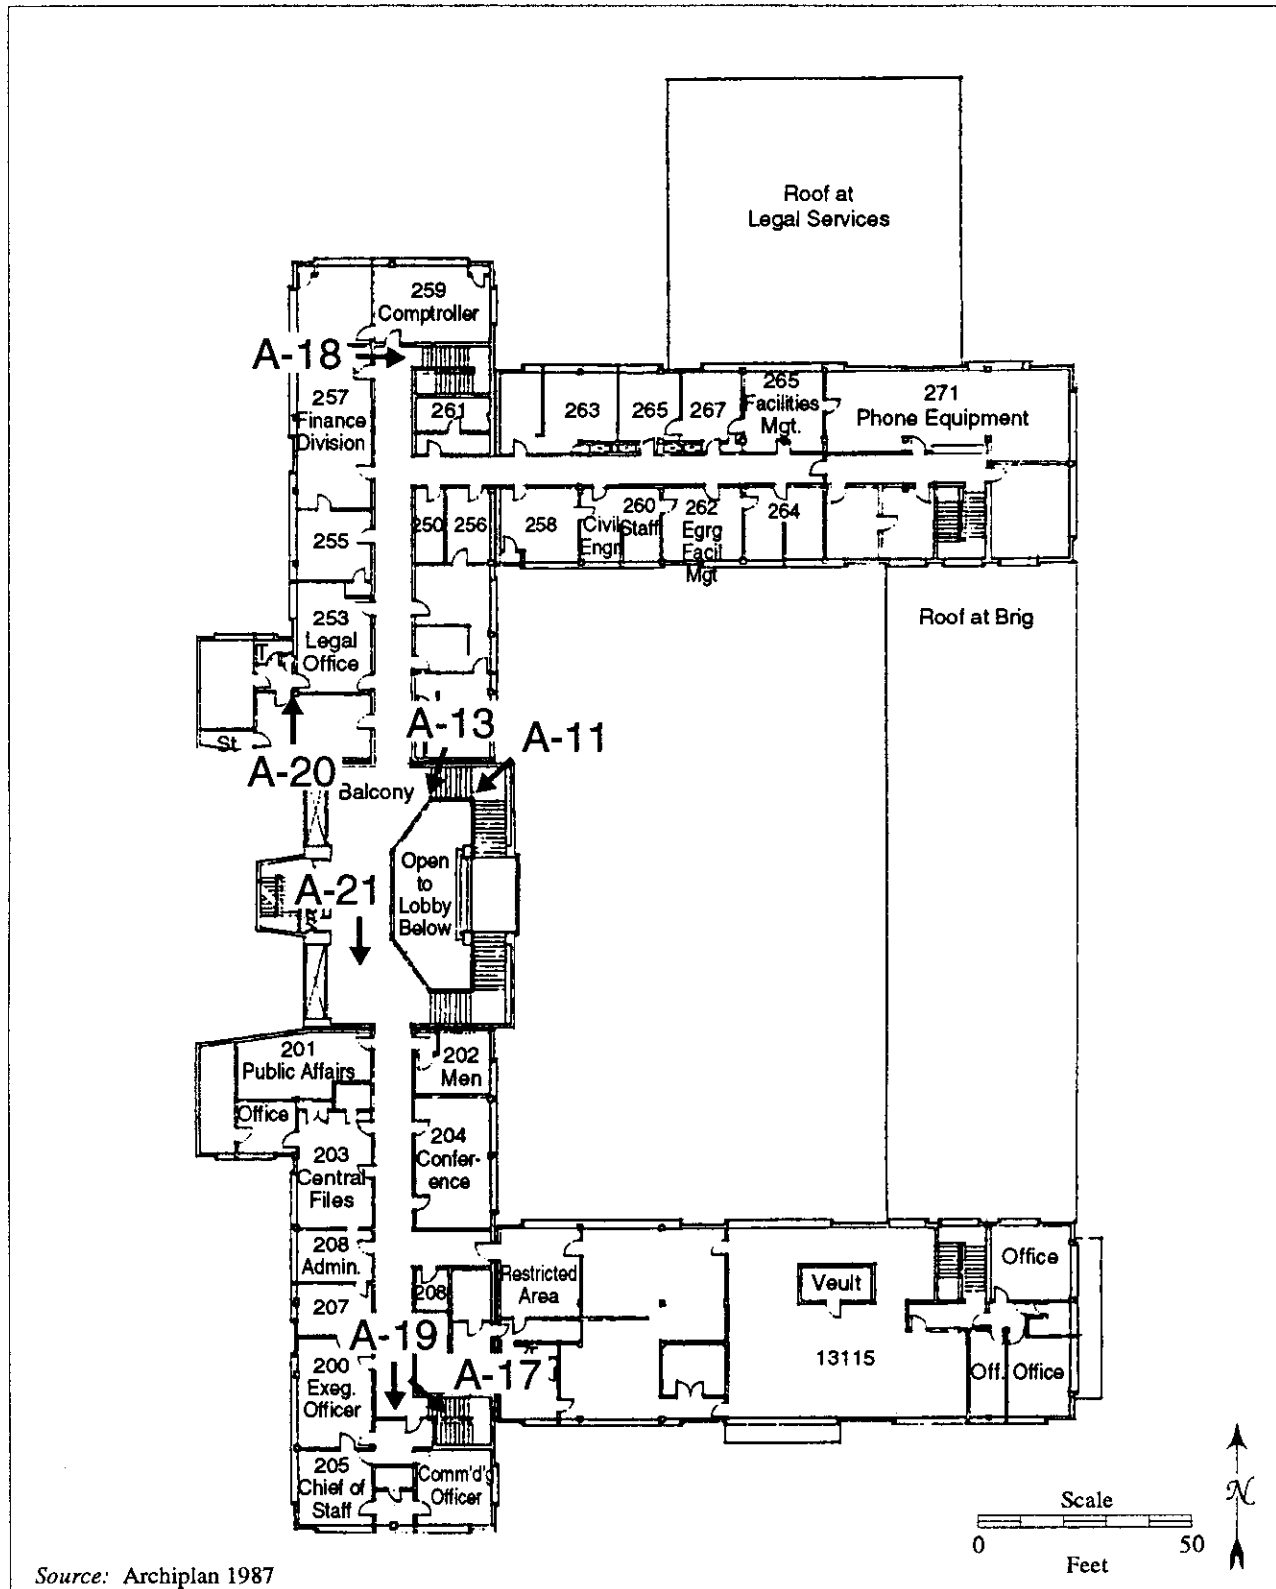 Roof at
Legal Services
259
Comptroller
A-18
257
Finance
Division
261
263
265
267
265
Facilities
Mgt.
271
Phone Equipment
250
256
258
Civil
Engn
260
Staff
262
Egrg
Facil
Mgt
264
255
253
Legal
Office
T
St.
Roof at Brig
A-13
A-11
A-20
Balcony
Open
to
Lobby
Below
A-21
201
Public Affairs
202
Men
Office
203
Central
Files
204
Confer-
ence
208
Admin.
208
Restricted
Area
Veult
Office
207
A-19
A-17
*
13115
Off.
Office
200
Exeg.
Officer
205
Chief of
Staff
Comm'd'g
Officer
Scale
0
50
Feet
N
Source: Archiplan 1987